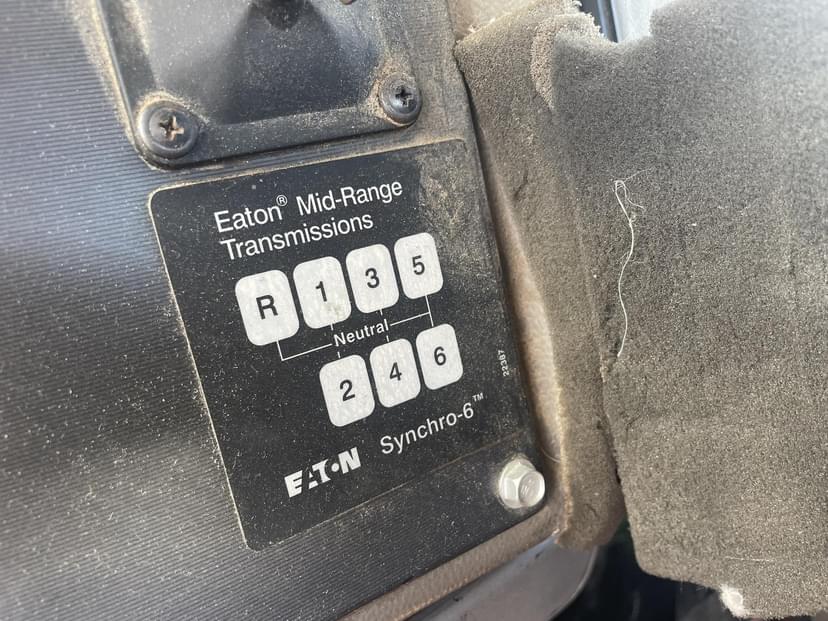 Eaton® Mid-Range
Transmissions
R 1 3 5
Neutral
2 4 6
22387
Synchro-6™
EATON